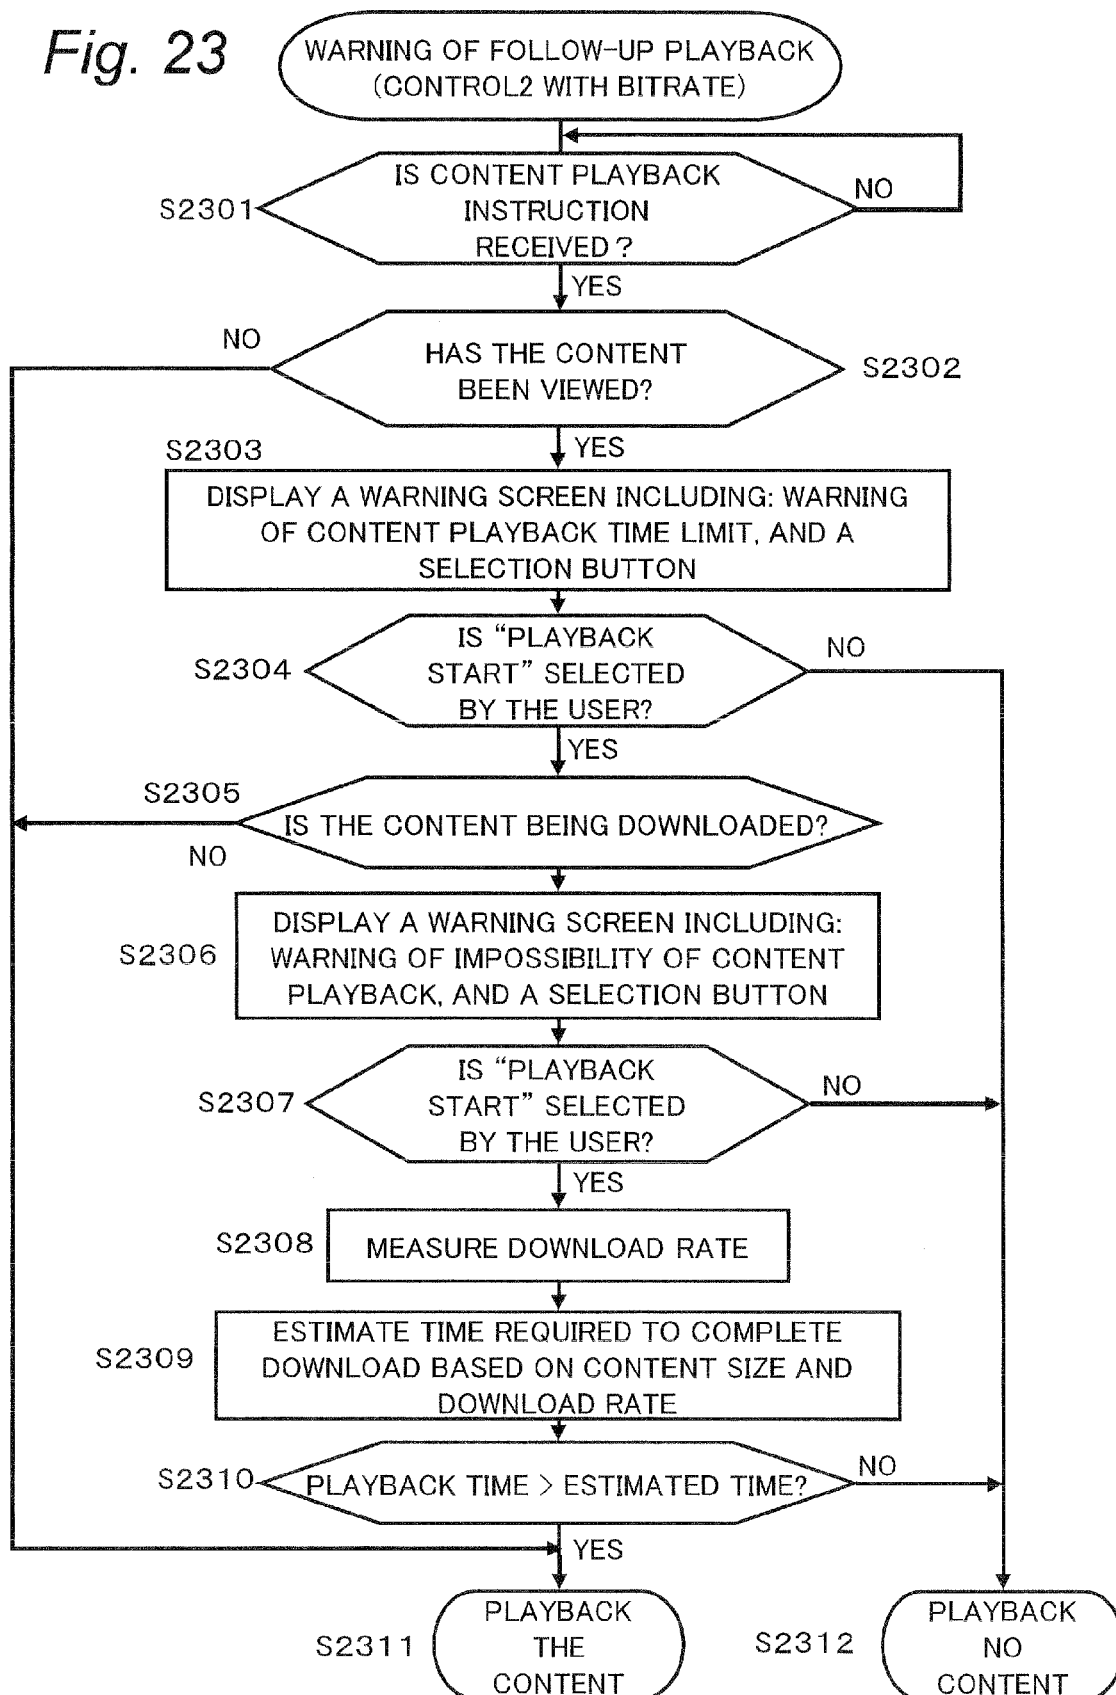 Fig. 23
WARNING OF FOLLOW-UP PLAYBACK
(CONTROL2 WITH BITRATE)
IS CONTENT PLAYBACK
INSTRUCTION
RECEIVED?
NO
S2301
YES
NO
HAS THE CONTENT
BEEN VIEWED?
S2302
YES
S2303
DISPLAY A WARNING SCREEN INCLUDING: WARNING
OF CONTENT PLAYBACK TIME LIMIT, AND A
SELECTION BUTTON
IS “PLAYBACK
START” SELECTED
BY THE USER?
NO
S2304
YES
S2305
IS THE CONTENT BEING DOWNLOADED?
NO
DISPLAY A WARNING SCREEN INCLUDING:
WARNING OF IMPOSSIBILITY OF CONTENT
PLAYBACK, AND A SELECTION BUTTON
S2306
IS “PLAYBACK
START” SELECTED
BY THE USER?
NO
S2307
YES
S2308
MEASURE DOWNLOAD RATE
ESTIMATE TIME REQUIRED TO COMPLETE
DOWNLOAD BASED ON CONTENT SIZE AND
DOWNLOAD RATE
S2309
S2310
PLAYBACK TIME > ESTIMATED TIME?
NO
YES
PLAYBACK
THE
CONTENT
S2311
PLAYBACK
NO
CONTENT
S2312